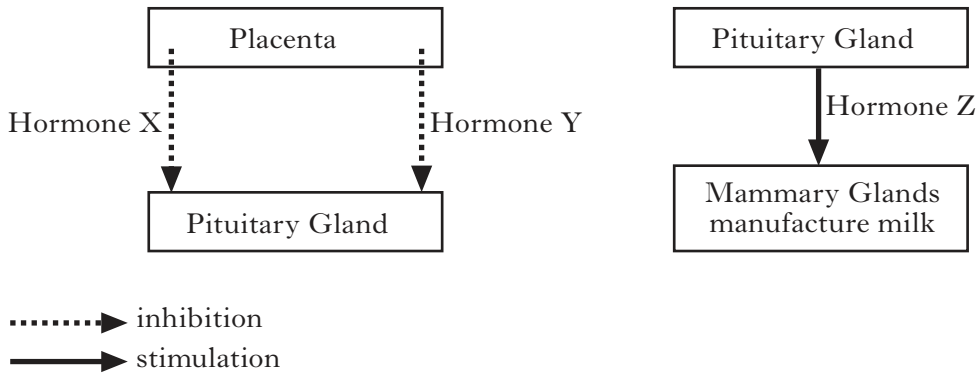 Placenta
Pituitary Gland
Hormone X
Hormone Y
Hormone Z
Pituitary Gland
Mammary Glands
manufacture milk
inhibition
stimulation